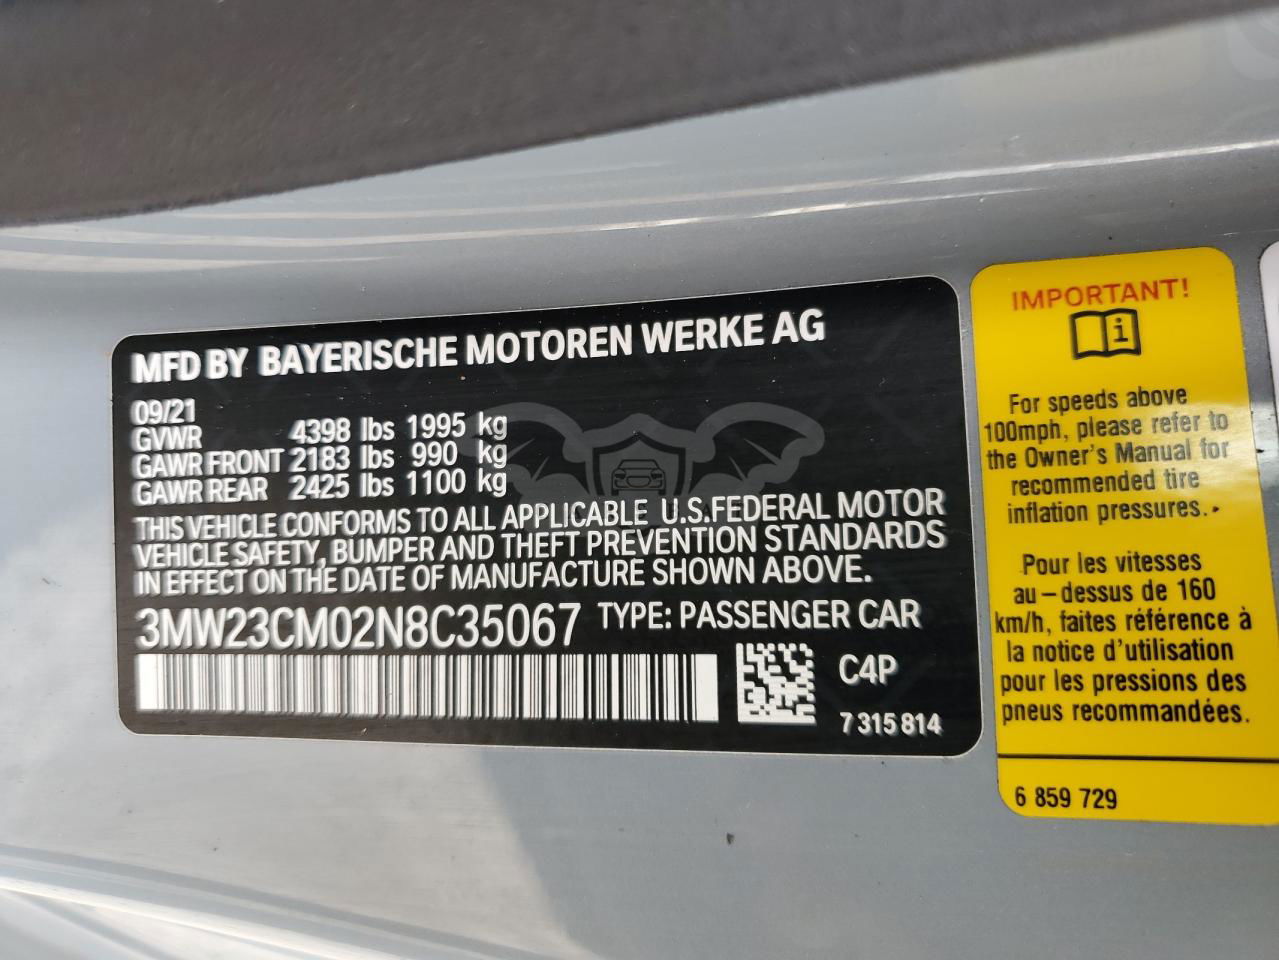 MFD BY BAYERISCHE MOTOREN WERKE AG
09/21
GVWR 4398 lbs 1995 kg
GAWR FRONT 2183 lbs 990 kg
GAWR REAR 2425 lbs 1100 kg
THIS VEHICLE CONFORMS TO ALL APPLICABLE U.S.FEDERAL MOTOR
VEHICLE SAFETY, BUMPER AND THEFT PREVENTION STANDARDS
IN EFFECT ON THE DATE OF MANUFACTURE SHOWN ABOVE.
3MW23CM02N8C35067 TYPE: PASSENGER CAR
C4P
7 315 814
IMPORTANT!
i
For speeds above
100mph, please refer to
the Owner's Manual for
recommended tire
inflation pressures.
Pour les vitesses
au-dessus de 160
km/h, faites référence à
la notice d'utilisation
pour les pressions des
pneus recommandées.
6 859 729